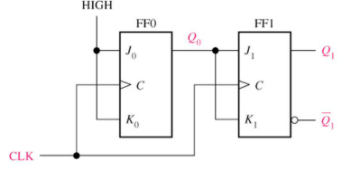 HIGH
FF0 FF1
J₀ Q₀ J₁ Q₁
C C
K₀ K₁ Q̅₁
CLK